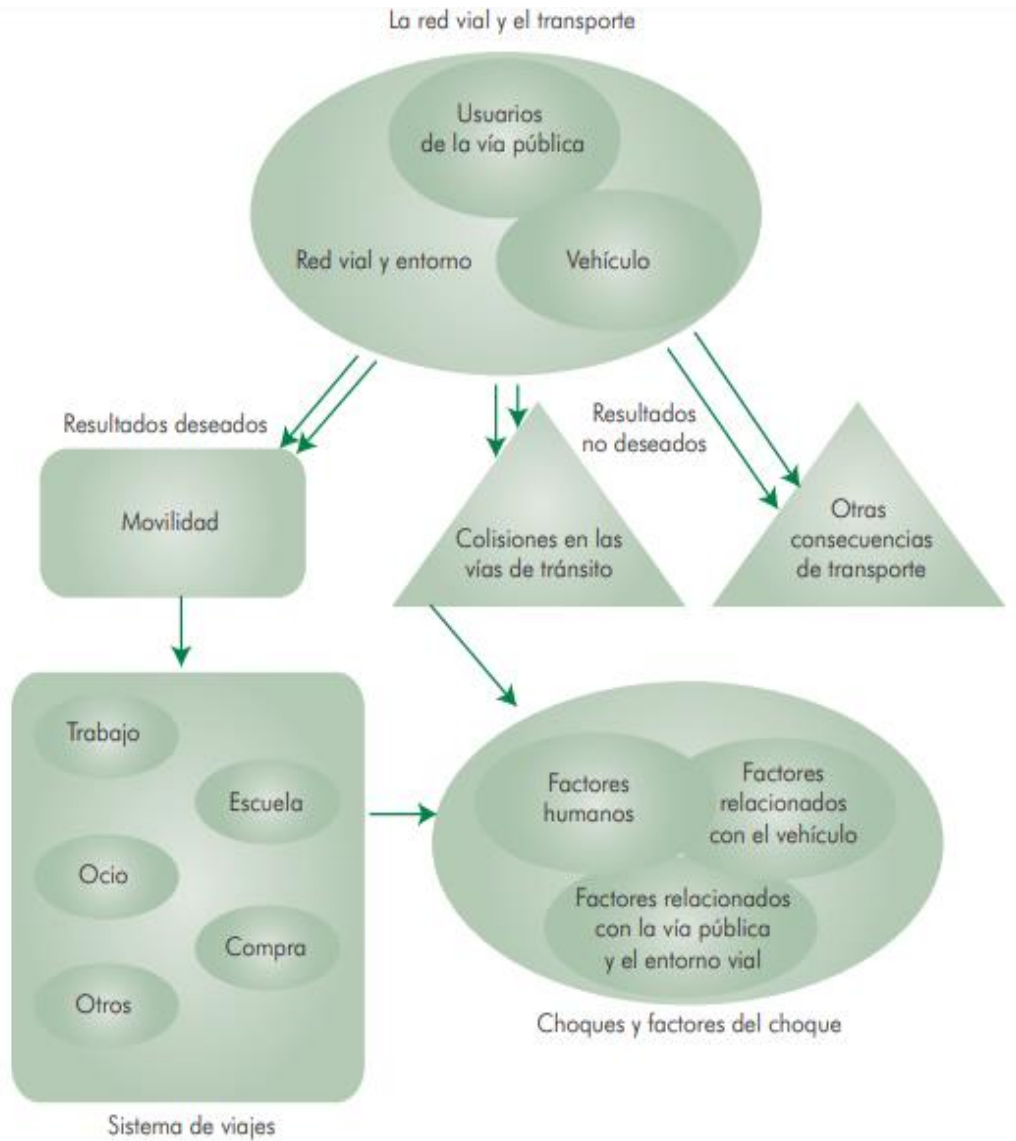 La red vial y el transporte
Usuarios
de la vía pública
Red vial y entorno
Vehículo
Resultados deseados
Resultados
no deseados
Movilidad
Colisiones en las
vías de tránsito
Otras
consecuencias
de transporte
Trabajo
Escuela
Ocio
Compra
Otros
Sistema de viajes
Factores
humanos
Factores
relacionados
con el vehículo
Factores relacionados
con la vía pública
y el entorno vial
Choques y factores del choque